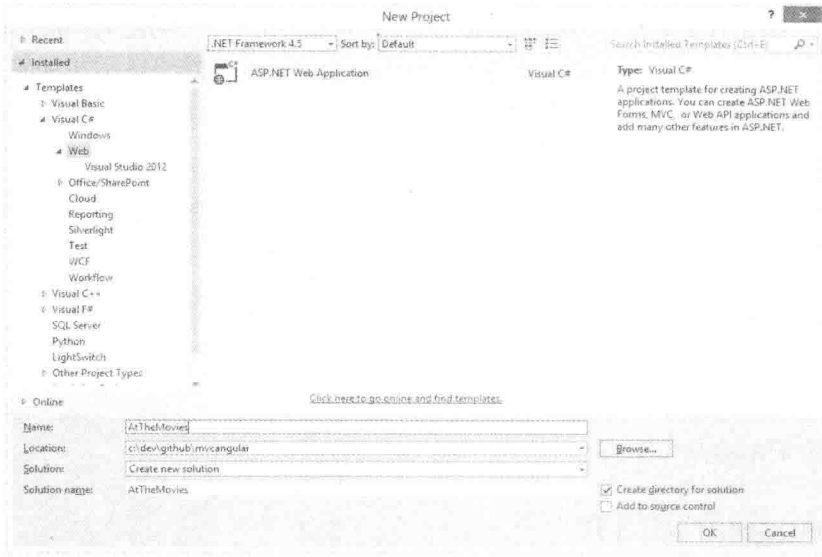 New Project
?
Recent
Installed
Templates
Visual Basic
Visual C#
Windows
Web
Visual Studio 2012
Office/SharePoint
Cloud
Reporting
Silverlight
Test
WCF
Workflow
Visual C++
Visual F#
SQL Server
Python
LightSwitch
Other Project Types
Online
.NET Framework 4.5
Sort by: Default
Search Installed Templates (Ctrl+E)
C#
ASP.NET Web Application
Visual C#
Type: Visual C#
A project template for creating ASP.NET
applications. You can create ASP.NET Web
Forms, MVC, or Web API applications and
add many other features in ASP.NET.
Click here to go online and find templates.
Name:
AtTheMovies
Location:
c:\dev\github\mvcangular
Browse...
Solution:
Create new solution
Solution name:
AtTheMovies
Create directory for solution
Add to source control
OK
Cancel